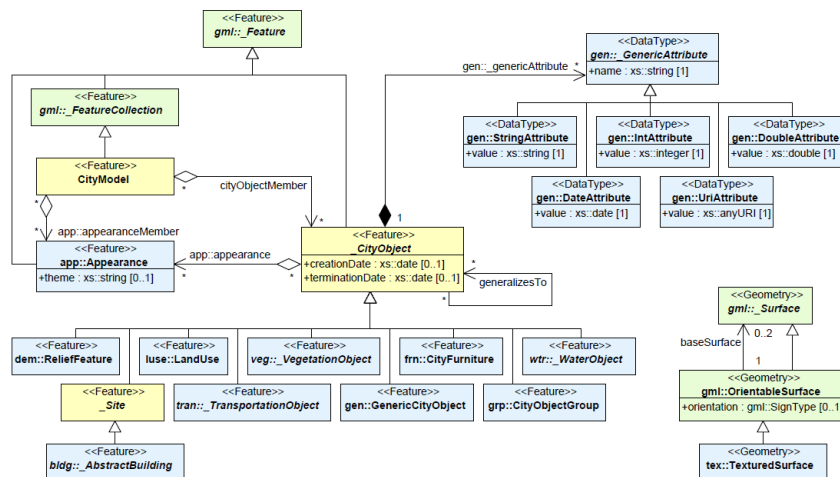 <<Feature>>
gml::_Feature
<<DataType>>
gen::_GenericAttribute
+name : xs::string [1]
gen::_genericAttribute
*
<<Feature>>
gml::_FeatureCollection
<<DataType>>
gen::StringAttribute
+value : xs::string [1]
<<DataType>>
gen::IntAttribute
+value : xs::integer [1]
<<DataType>>
gen::DoubleAttribute
+value : xs::double [1]
<<Feature>>
CityModel
*
cityObjectMember
*
<<DataType>>
gen::DateAttribute
+value : xs::date [1]
<<DataType>>
gen::UriAttribute
+value : xs::anyURI [1]
*
*
app::appearanceMember
1
<<Feature>>
app::Appearance
+theme : xs::string [0..1]
*
app::appearance
*
<<Feature>>
_CityObject
+creationDate : xs::date [0..1]
+terminationDate : xs::date [0..1]
*
generalizesTo
*
<<Geometry>>
gml::_Surface
baseSurface
0..2
1
<<Feature>>
dem::ReliefFeature
<<Feature>>
luse::LandUse
<<Feature>>
veg::_VegetationObject
<<Feature>>
frn::CityFurniture
<<Feature>>
wtr::_WaterObject
<<Feature>>
_Site
<<Feature>>
tran::_TransportationObject
<<Feature>>
gen::GenericCityObject
<<Feature>>
grp::CityObjectGroup
<<Geometry>>
gml::OrientableSurface
+orientation : gml::SignType [0..1
<<Feature>>
bldg::_AbstractBuilding
<<Geometry>>
tex::TexturedSurface